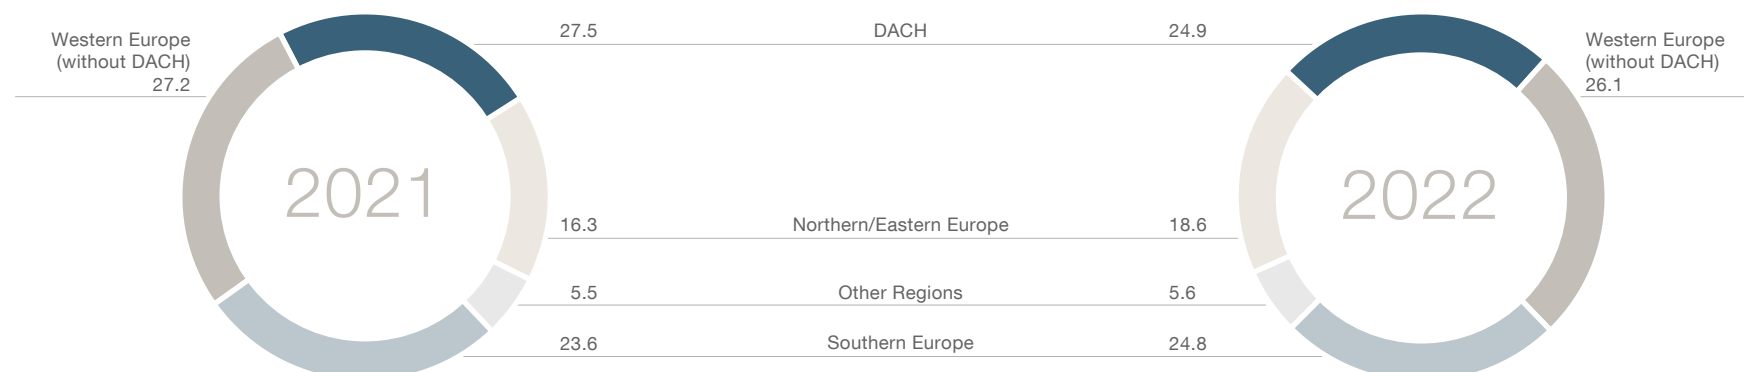 Western Europe
(without DACH)
27.2
2021
27.5 DACH 24.9
16.3 Northern/Eastern Europe 18.6
5.5 Other Regions 5.6
23.6 Southern Europe 24.8
2022
Western Europe
(without DACH)
26.1